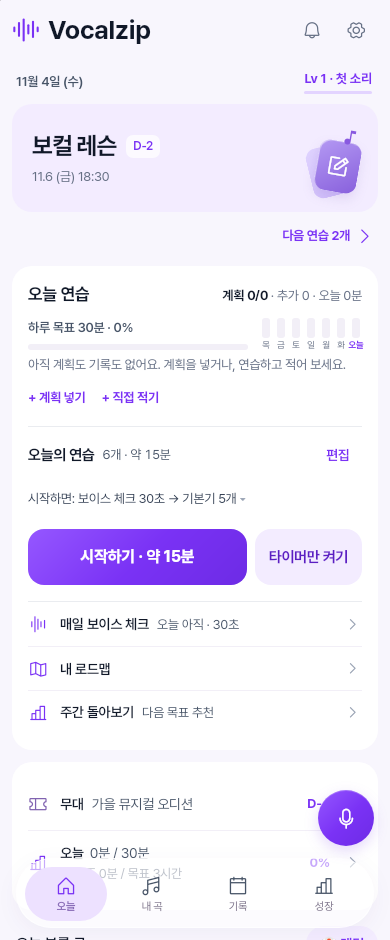 Vocalzip
11월 4일 (수)
Lv 1 · 첫 소리
보컬 레슨 D-2
11.6 (금) 18:30
다음 연습 2개
오늘 연습
계획 0/0 · 추가 0 · 오늘 0분
하루 목표 30분 · 0%
목 금 토 일 월 화 오늘
아직 계획도 기록도 없어요. 계획을 넣거나, 연습하고 적어 보세요.
+ 계획 넣기 + 직접 적기
오늘의 연습 6개 · 약 15분
편집
시작하면: 보이스 체크 30초 → 기본기 5개
시작하기 · 약 15분
타이머만 켜기
매일 보이스 체크 오늘 아직 · 30초
내 로드맵
주간 돌아보기 다음 목표 추천
무대 가을 뮤지컬 오디션
D-
오늘 0분 / 30분
0%
0분 / 목표 3시간
오늘
내 곡
기록
성장